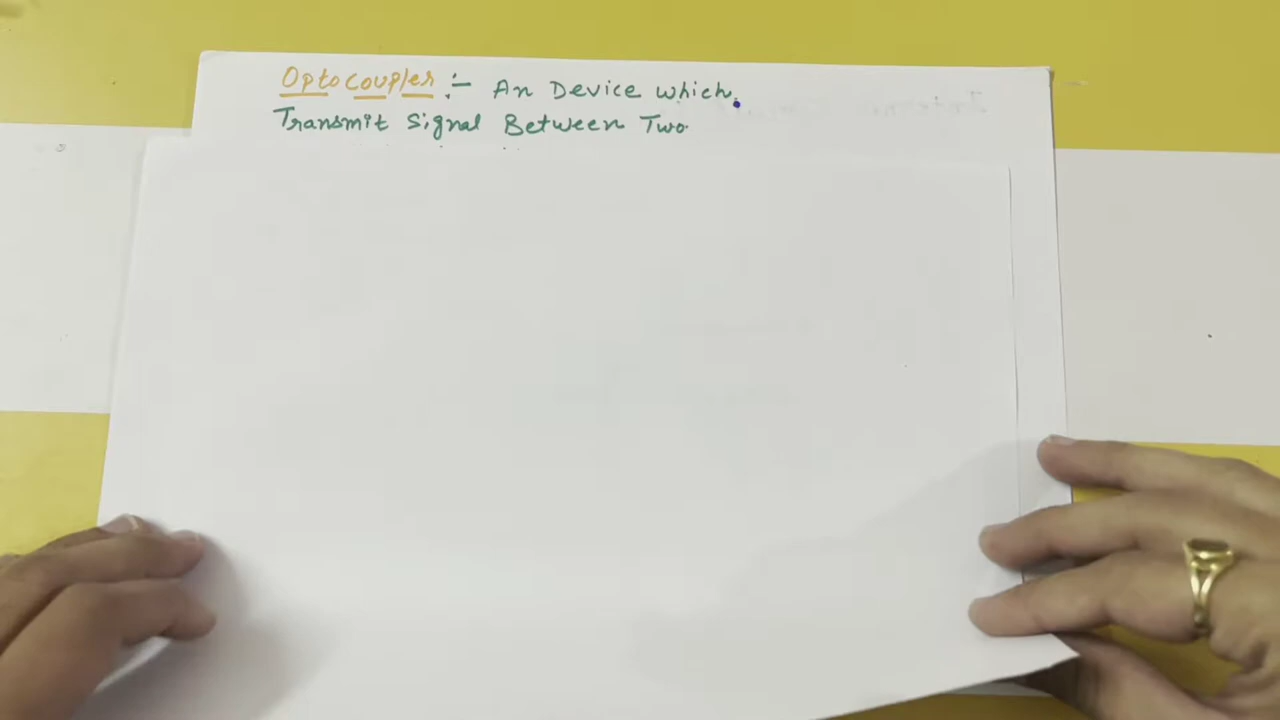 Optocoupler :- An Device which
Transmit Signal Between Two